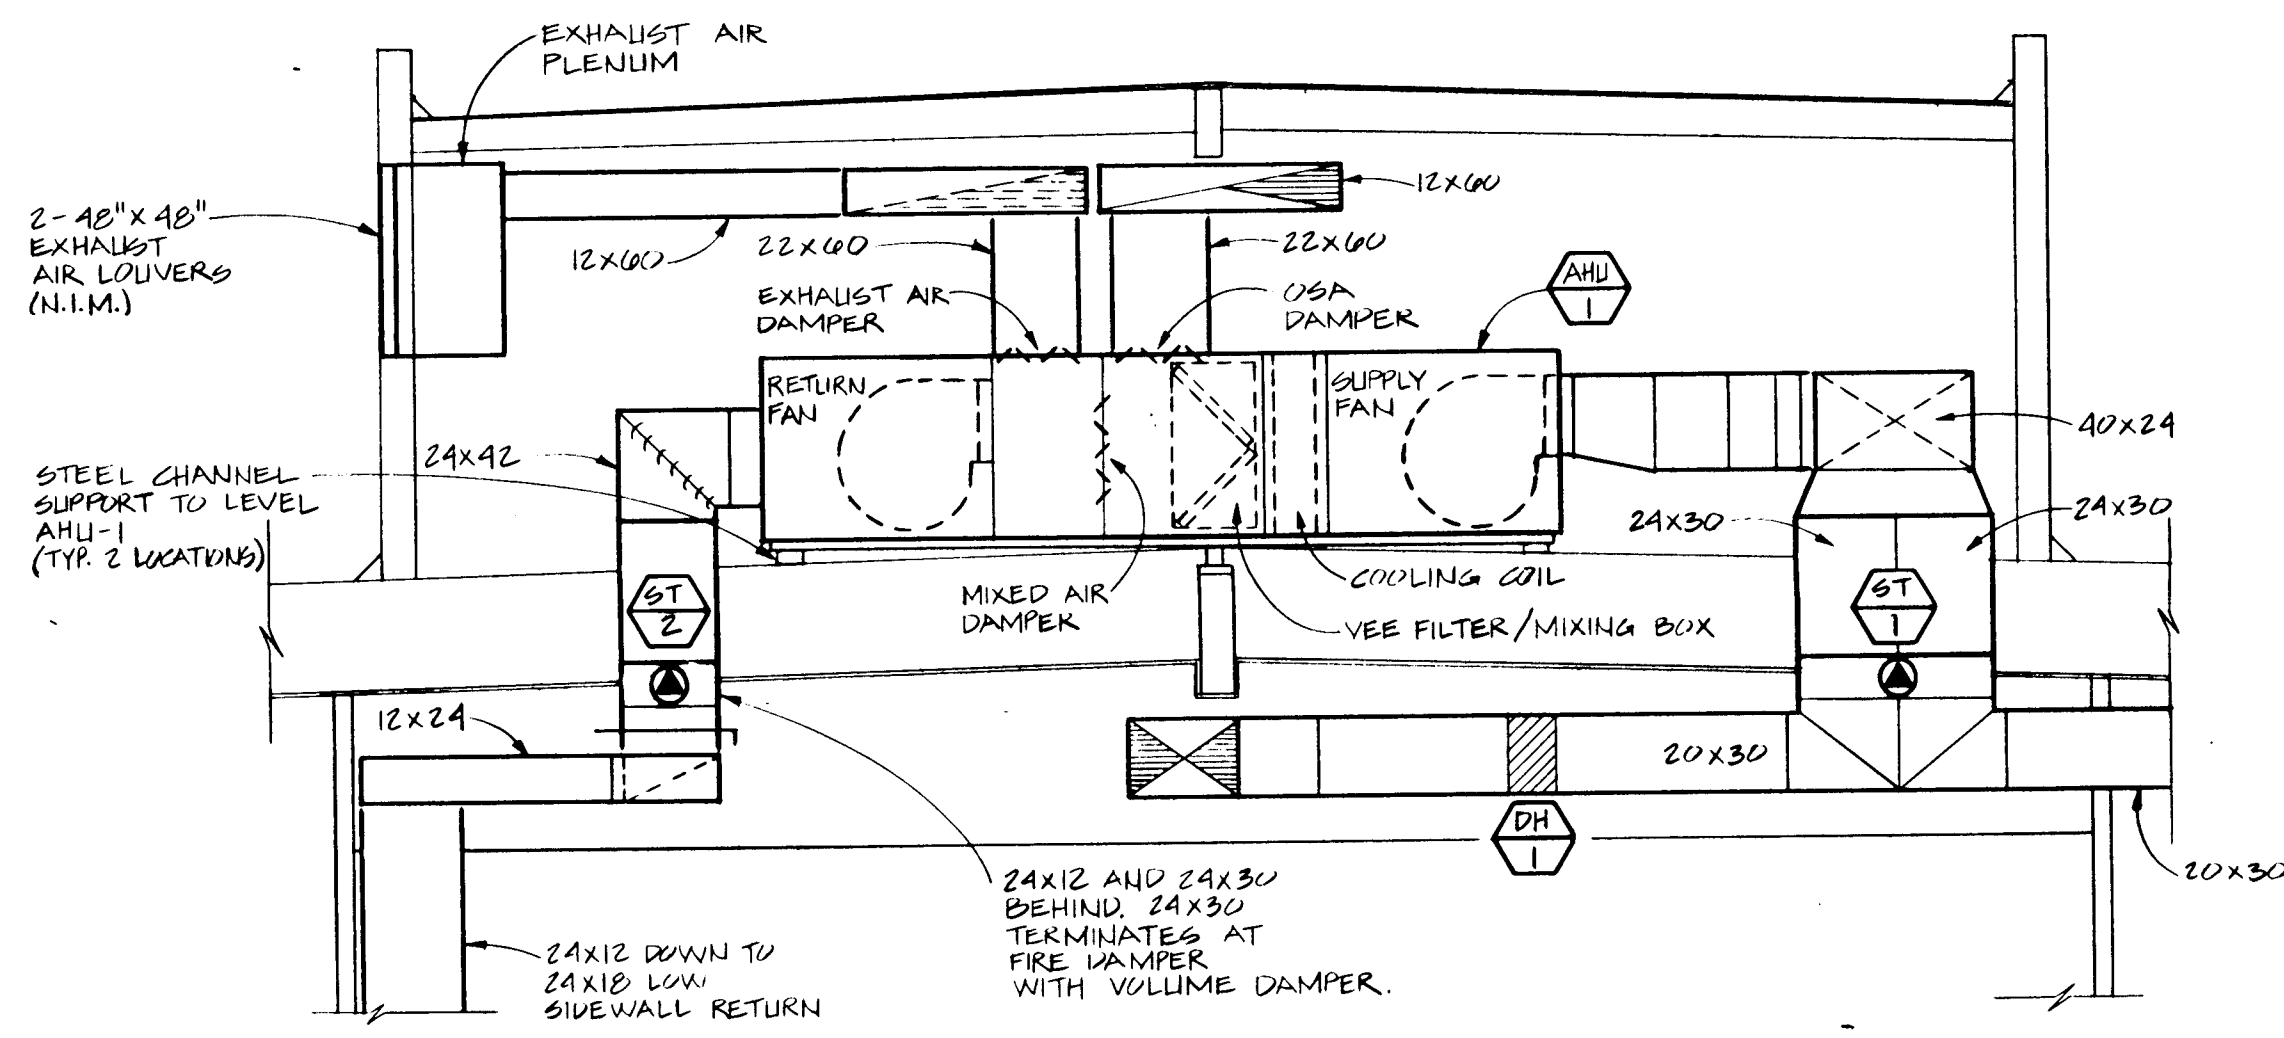 EXHAUST AIR
PLENUM
2-48"X48"
EXHAUST
AIR LOUVERS
(N.I.M.)
12X60
22X60
22X60
12X60
EXHAUST AIR
DAMPER
OSA
DAMPER
AHU
1
RETURN
FAN
SUPPLY
FAN
40X24
24X42
STEEL CHANNEL
SUPPORT TO LEVEL
AHU-1
(TYP. 2 LOCATIONS)
24X30
24X30
ST
2
MIXED AIR
DAMPER
COOLING COIL
VEE FILTER/MIXING BOX
ST
1
12X24
20X30
DH
1
20X30
24X12 AND 24X30
BEHIND. 24X30
TERMINATES AT
FIRE DAMPER
WITH VOLUME DAMPER.
24X12 DOWN TO
24X18 LOW
SIDEWALL RETURN